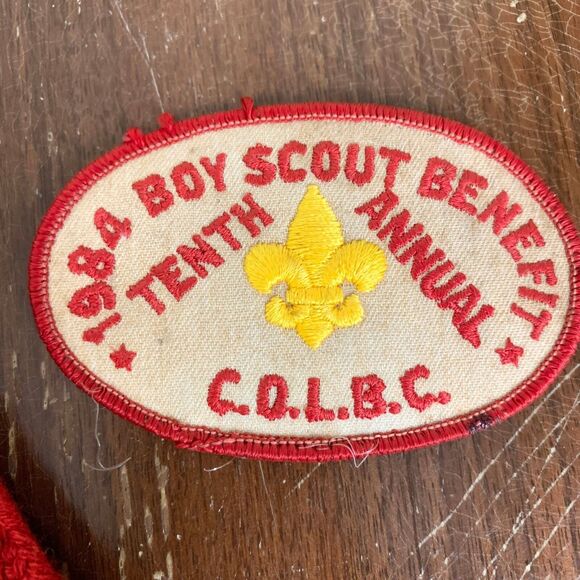 1984 BOY SCOUT BENEFIT
TENTH ANNUAL
C.O.L.B.C.